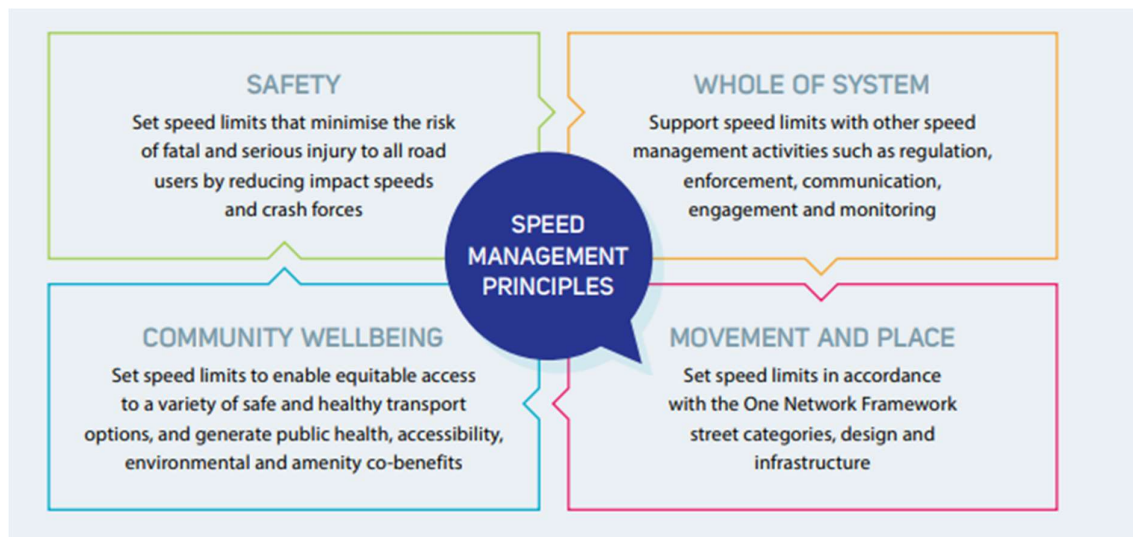 SAFETY
Set speed limits that minimise the risk
of fatal and serious injury to all road
users by reducing impact speeds
and crash forces
WHOLE OF SYSTEM
Support speed limits with other speed
management activities such as regulation,
enforcement, communication,
engagement and monitoring
SPEED
MANAGEMENT
PRINCIPLES
COMMUNITY WELLBEING
Set speed limits to enable equitable access
to a variety of safe and healthy transport
options, and generate public health, accessibility,
environmental and amenity co-benefits
MOVEMENT AND PLACE
Set speed limits in accordance
with the One Network Framework
street categories, design and
infrastructure